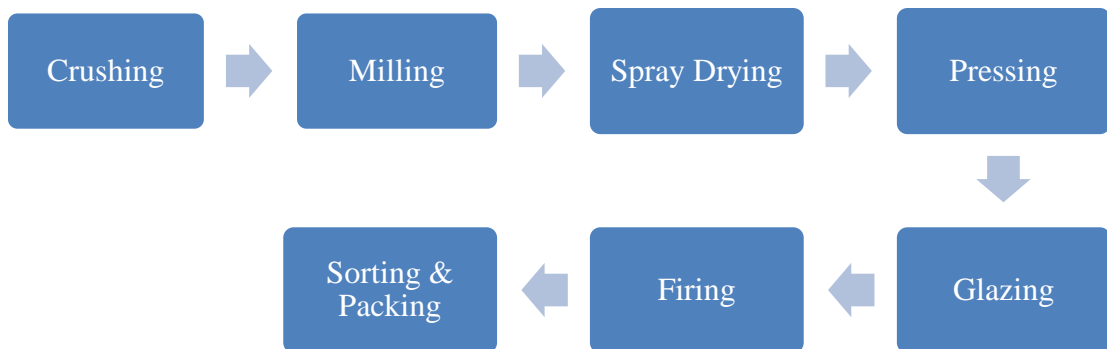 Crushing
Milling
Spray Drying
Pressing
Glazing
Firing
Sorting &
Packing